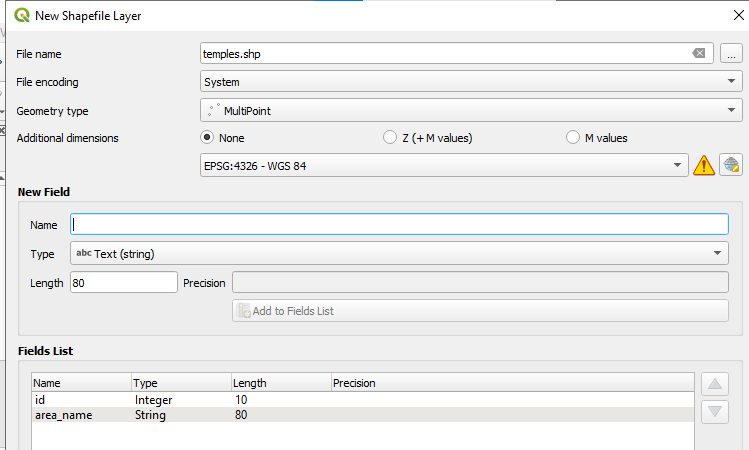 New Shapefile Layer
File name temples.shp ...
File encoding System
Geometry type MultiPoint
Additional dimensions None Z (+ M values) M values
EPSG:4326 - WGS 84
New Field
Name
Type abc Text (string)
Length 80 Precision
Add to Fields List
Fields List
Name Type Length Precision
id Integer 10
area_name String 80